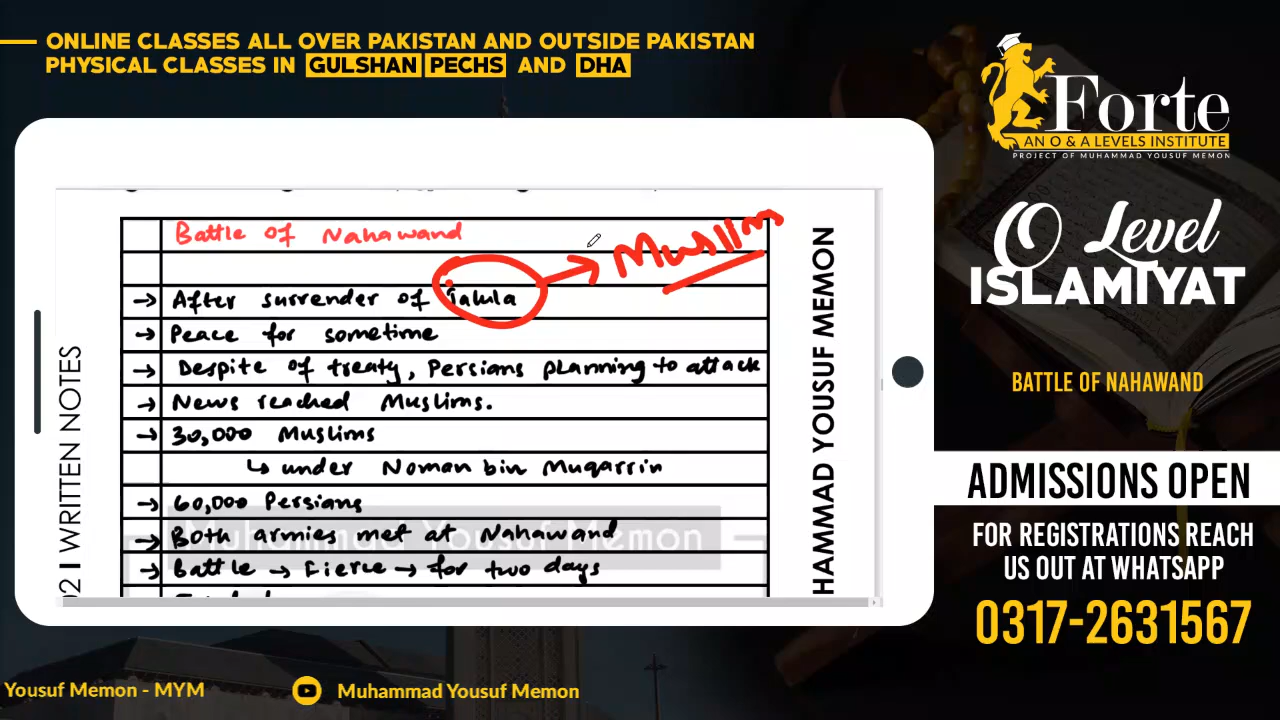 ONLINE CLASSES ALL OVER PAKISTAN AND OUTSIDE PAKISTAN
PHYSICAL CLASSES IN GULSHAN PECHS AND DHA
Forte
AN O & A LEVELS INSTITUTE
PROJECT OF MUHAMMAD YOUSUF MEMON
O Level
ISLAMIYAT
BATTLE OF NAHAWAND
ADMISSIONS OPEN
FOR REGISTRATIONS REACH
US OUT AT WHATSAPP
0317-2631567
Battle of Nahawand
Muslim
→ After surrender of Jalula
→ Peace for sometime
→ Despite of treaty, Persians planning to attack
→ News reached Muslims.
→ 30,000 Muslims
↳ under Noman bin Muqarrin
→ 60,000 Persians
→ Both armies met at Nahawand
Muhammad Yousuf Memon
→ Battle → Fierce → for two days
02 I WRITTEN NOTES
HAMMAD YOUSUF MEMON
Yousuf Memon - MYM
Muhammad Yousuf Memon